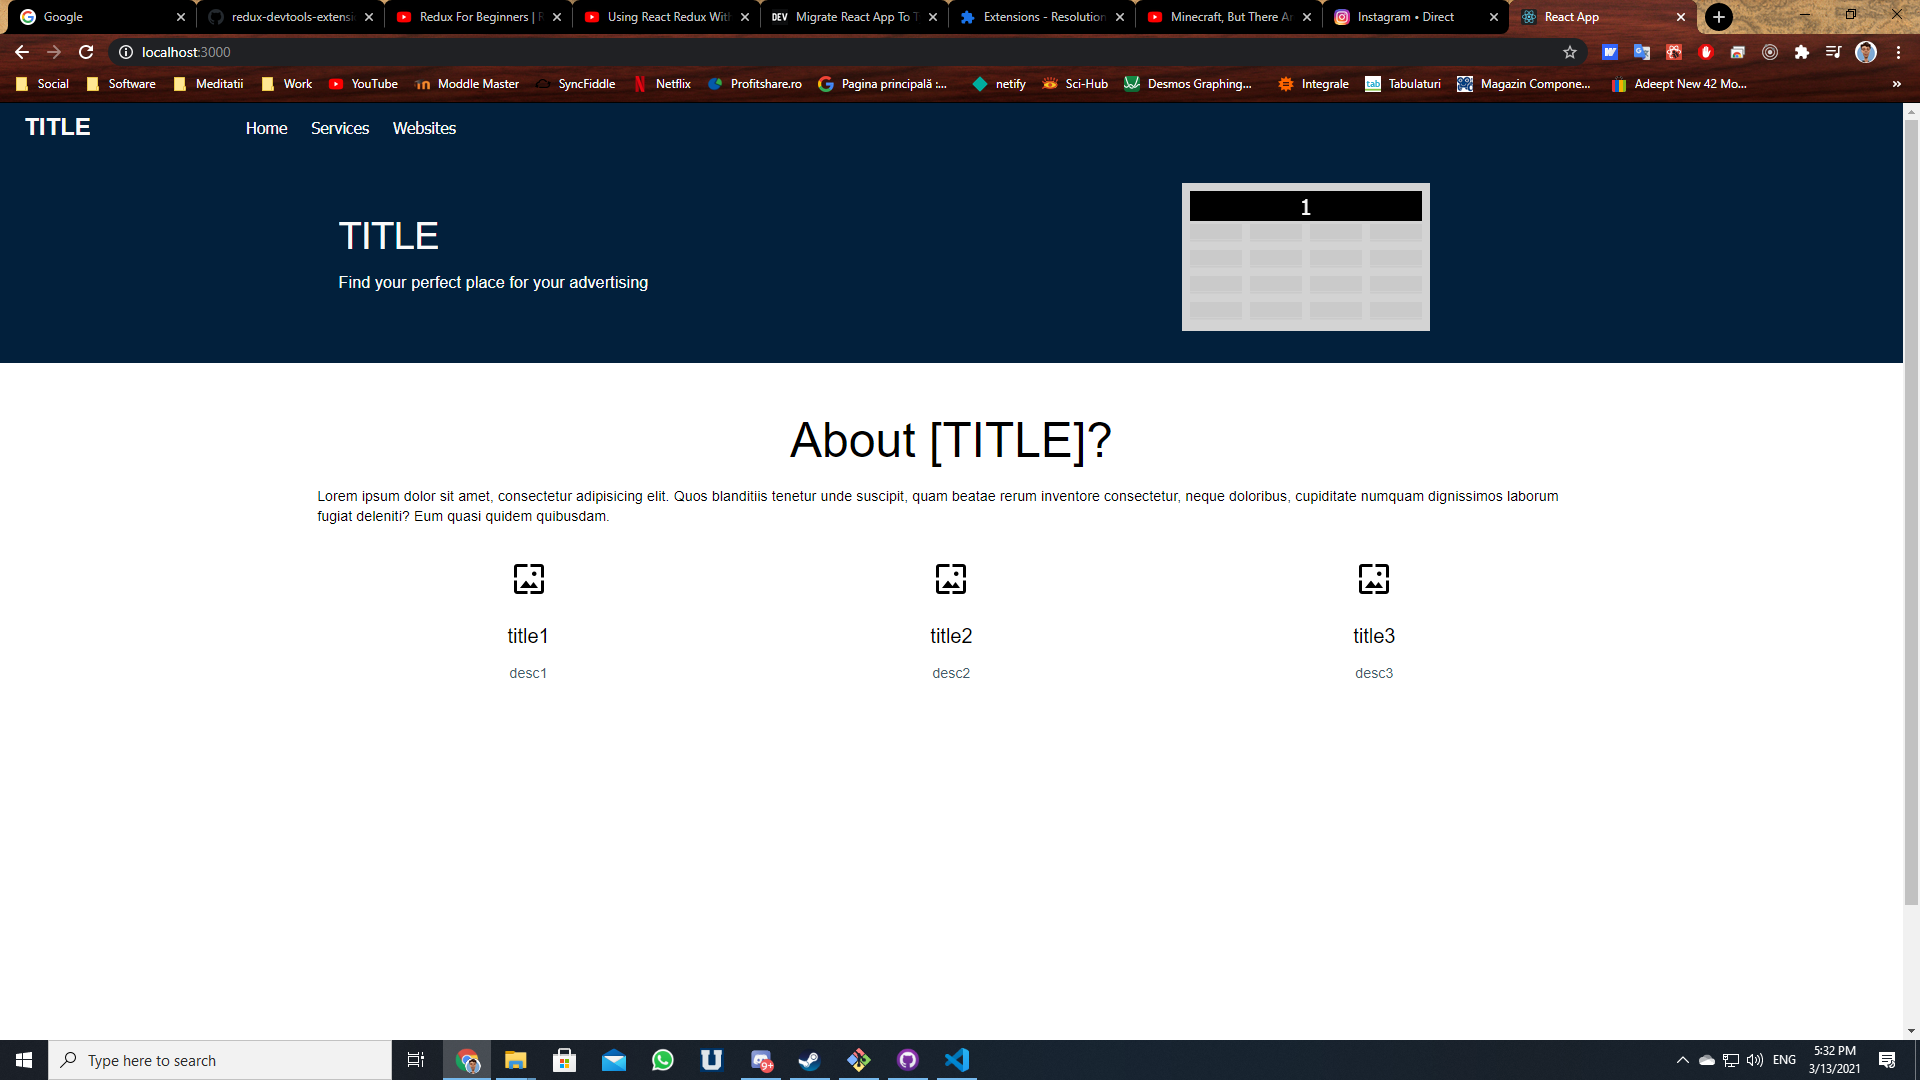 Google
redux-devtools-extensi
Redux For Beginners | R
Using React Redux Wit
DEV
Migrate React App To T
Extensions - Resolution
Minecraft, But There Ar
Instagram • Direct
React App
localhost:3000
Social
Software
Meditatii
Work
YouTube
Moddle Master
SyncFiddle
Netflix
Profitshare.ro
Pagina principală :...
netify
Sci-Hub
Desmos Graphing...
Integrale
tab
Tabulaturi
Magazin Compone...
Adeept New 42 Mo...
»
TITLE
Home
Services
Websites
1
TITLE
Find your perfect place for your advertising
About [TITLE]?
Lorem ipsum dolor sit amet, consectetur adipisicing elit. Quos blanditiis tenetur unde suscipit, quam beatae rerum inventore consectetur, neque doloribus, cupiditate numquam dignissimos laborum
fugiat deleniti? Eum quasi quidem quibusdam.
title1
title2
title3
desc1
desc2
desc3
Type here to search
9+
ENG
5:32 PM
3/13/2021